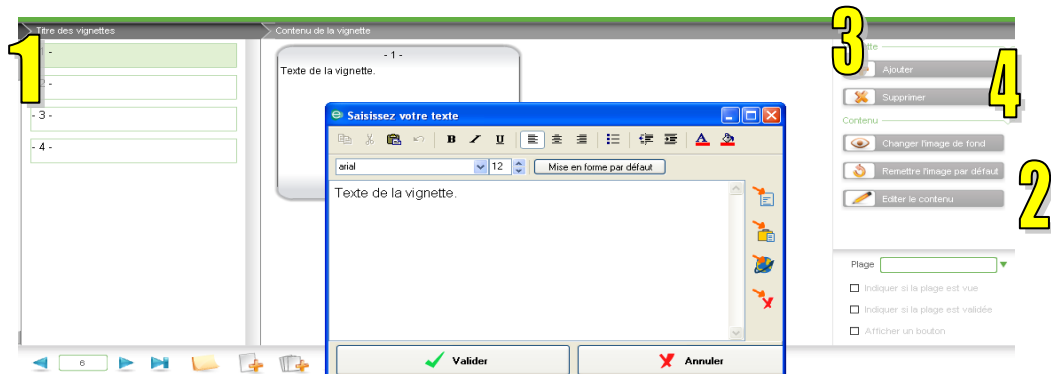 Titre des vignettes
Contenu de la vignette
1
3
4
2
-
-
- 3 -
- 4 -
- 1 -
Texte de la vignette.
Saisissez votre texte
B I U
arial
12
Mise en forme par défaut
Texte de la vignette.
Valider
Annuler
Ajouter
Supprimer
Contenu
Changer l'image de fond
Remettre l'image par défaut
Editer le contenu
Plage
Indiquer si la plage est vue
Indiquer si la plage est validée
Afficher un bouton
6